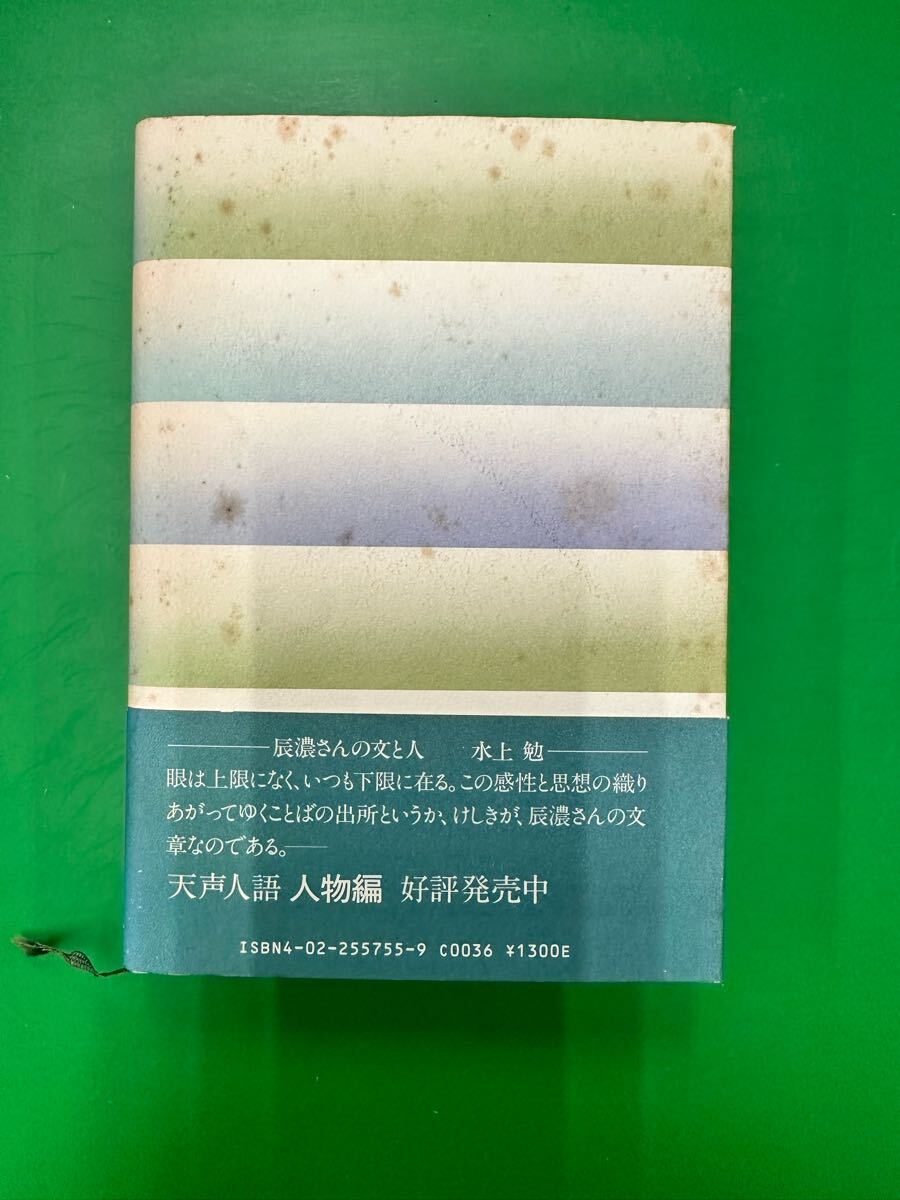 ――辰濃さんの文と人　水上 勉――
眼は上限になく、いつも下限に在る。この感性と思想の織り
あがってゆくことばの出所というか、けしきが、辰濃さんの文
章なのである。――
天声人語 人物編 好評発売中
ISBN4-02-255755-9 C0036 ¥1300E